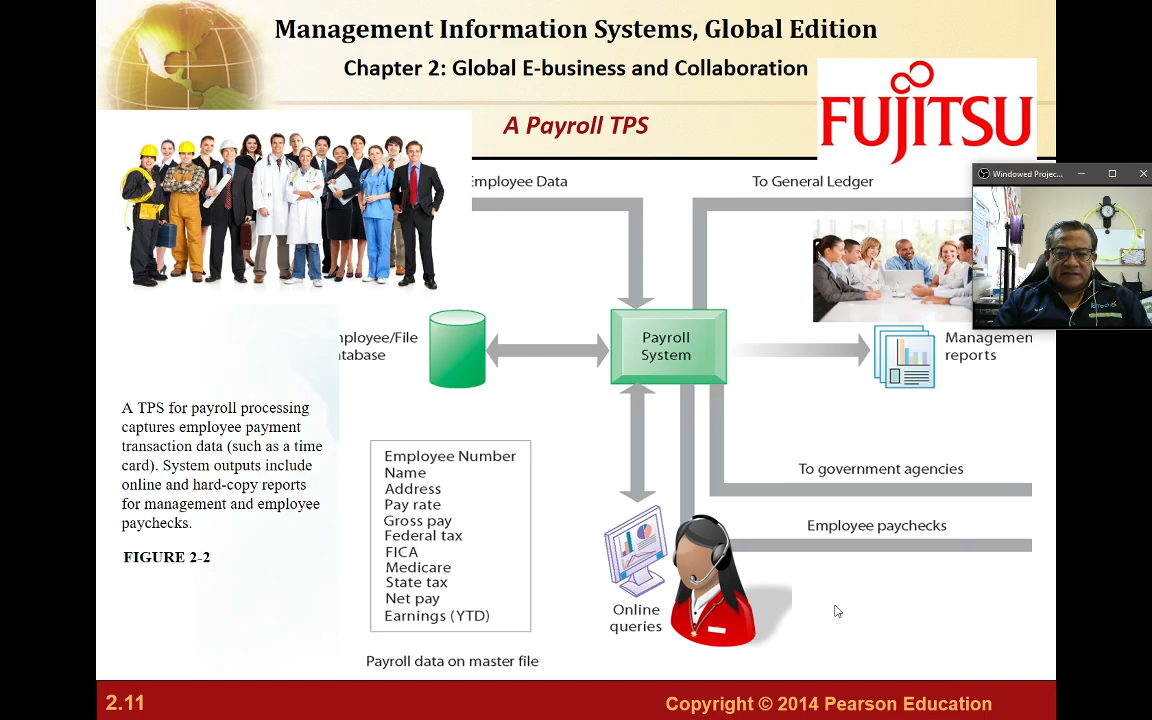 Management Information Systems, Global Edition
Chapter 2: Global E-business and Collaboration
FUJITSU
A Payroll TPS
Windowed Projec...
Employee Data
To General Ledger
mployee/File
atabase
Payroll
System
Managemen
reports
A TPS for payroll processing
captures employee payment
transaction data (such as a time
card). System outputs include
online and hard-copy reports
for management and employee
paychecks.
FIGURE 2-2
Employee Number
Name
Address
Pay rate
Gross pay
Federal tax
FICA
Medicare
State tax
Net pay
Earnings (YTD)
Payroll data on master file
To government agencies
Employee paychecks
Online
queries
2.11
Copyright © 2014 Pearson Education